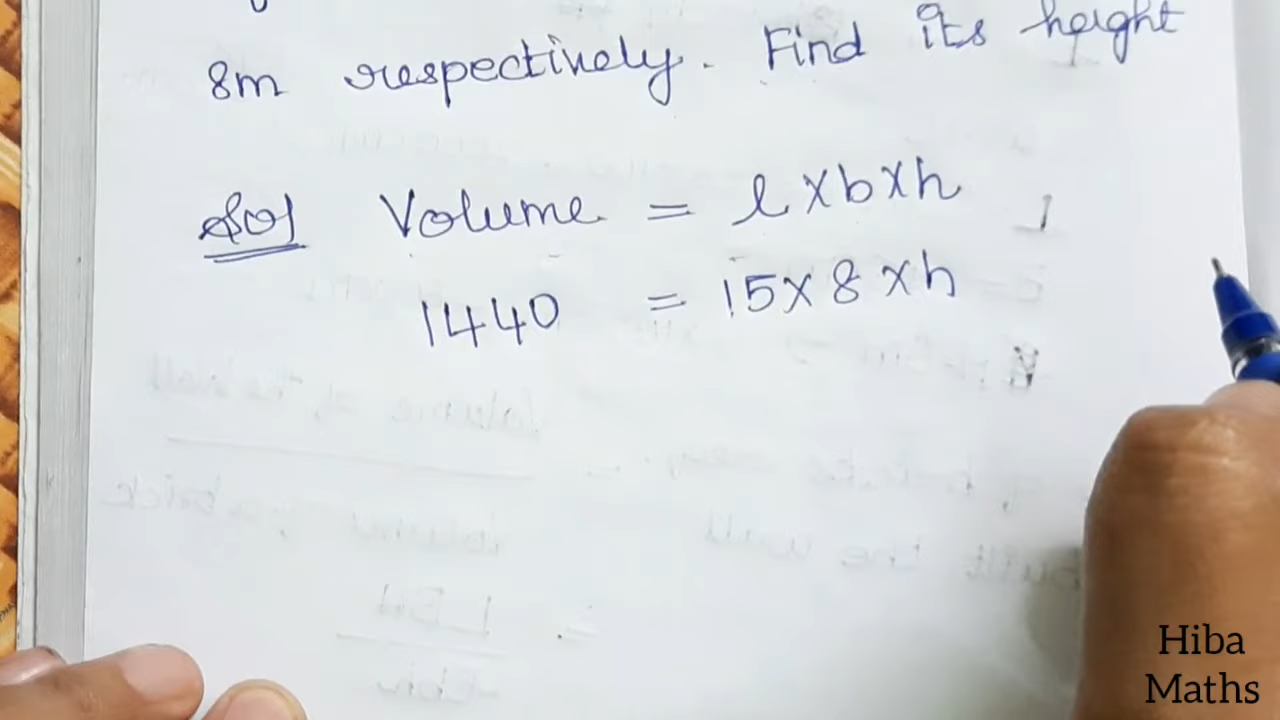 8m respectively. Find its height
Sol Volume = l x b x h
1440 = 15 x 8 x h
Hiba
Maths